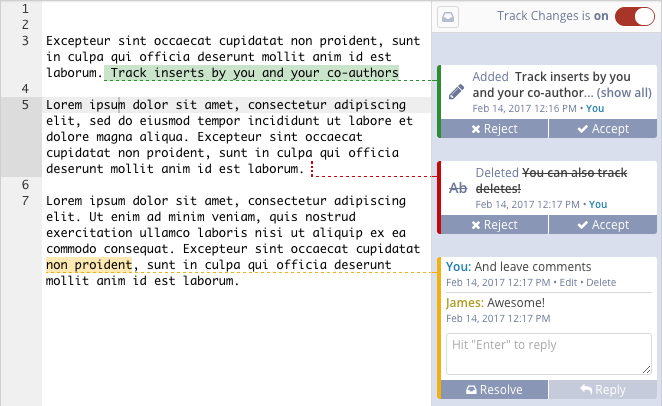 1
2
3 Excepteur sint occaecat cupidatat non proident, sunt
in culpa qui officia deserunt mollit anim id est
laborum. Track inserts by you and your co-authors
4
5 Lorem ipsum dolor sit amet, consectetur adipiscing
elit, sed do eiusmod tempor incididunt ut labore et
dolore magna aliqua. Excepteur sint occaecat
cupidatat non proident, sunt in culpa qui officia
deserunt mollit anim id est laborum.
6
7 Lorem ipsum dolor sit amet, consectetur adipiscing
elit. Ut enim ad minim veniam, quis nostrud
exercitation ullamco laboris nisi ut aliquip ex ea
commodo consequat. Excepteur sint occaecat cupidatat
non proident, sunt in culpa qui officia deserunt
mollit anim id est laborum.
Track Changes is on
Added Track inserts by you
and your co-author... (show all)
Feb 14, 2017 12:16 PM • You
Reject Accept
Ab Deleted You can also track
deletes!
Feb 14, 2017 12:17 PM • You
Reject Accept
You: And leave comments
Feb 14, 2017 12:17 PM • Edit • Delete
James: Awesome!
Feb 14, 2017 12:17 PM
Hit "Enter" to reply
Resolve Reply